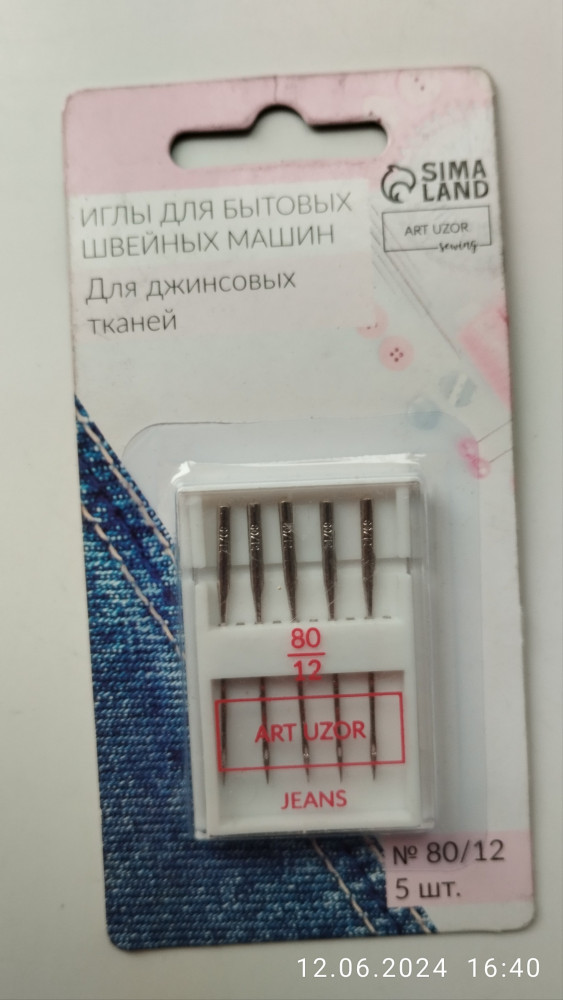 SIMA
LAND
ART UZOR
sewing
ИГЛЫ ДЛЯ БЫТОВЫХ
ШВЕЙНЫХ МАШИН
Для джинсовых
тканей
80
12
ART UZOR
JEANS
№ 80/12
5 шт.
12.06.2024 16:40